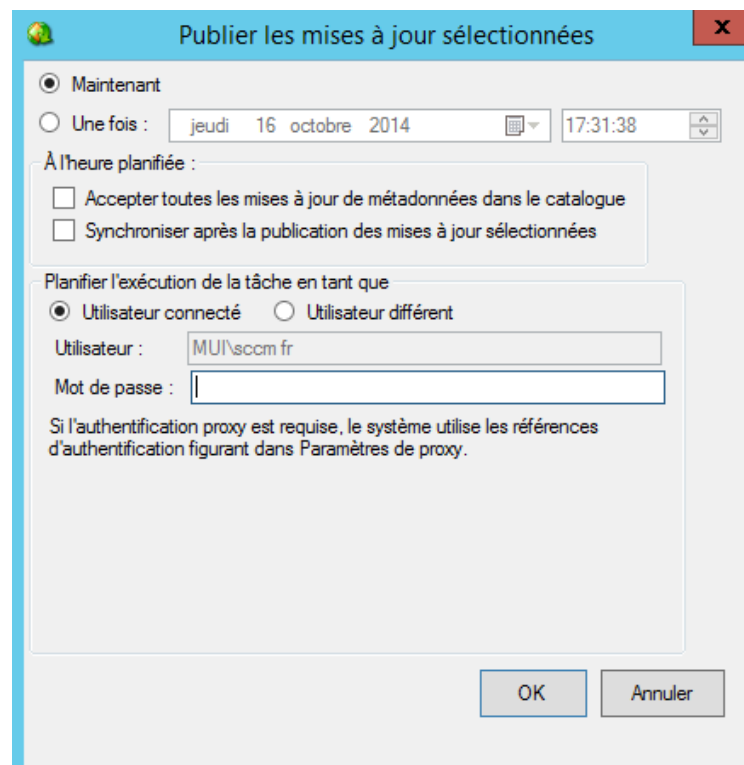 Publier les mises à jour sélectionnées
x
Maintenant
Une fois : jeudi 16 octobre 2014 17:31:38
À l'heure planifiée :
Accepter toutes les mises à jour de métadonnées dans le catalogue
Synchroniser après la publication des mises à jour sélectionnées
Planifier l'exécution de la tâche en tant que
Utilisateur connecté Utilisateur différent
Utilisateur : MUI\sccm fr
Mot de passe :
Si l'authentification proxy est requise, le système utilise les références
d'authentification figurant dans Paramètres de proxy.
OK Annuler